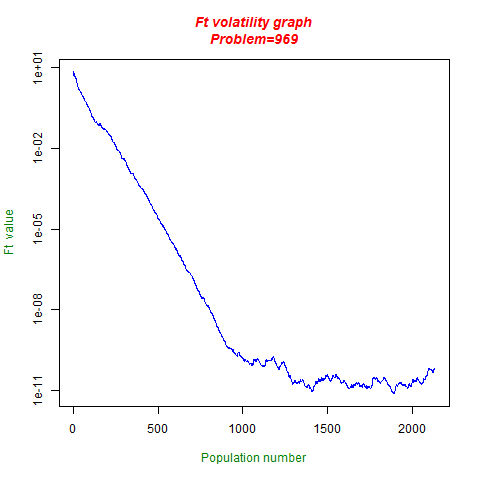 Ft volatility graph
Problem=969
1e+01
1e-02
1e-05
1e-08
1e-11
Ft value
0 500 1000 1500 2000
Population number